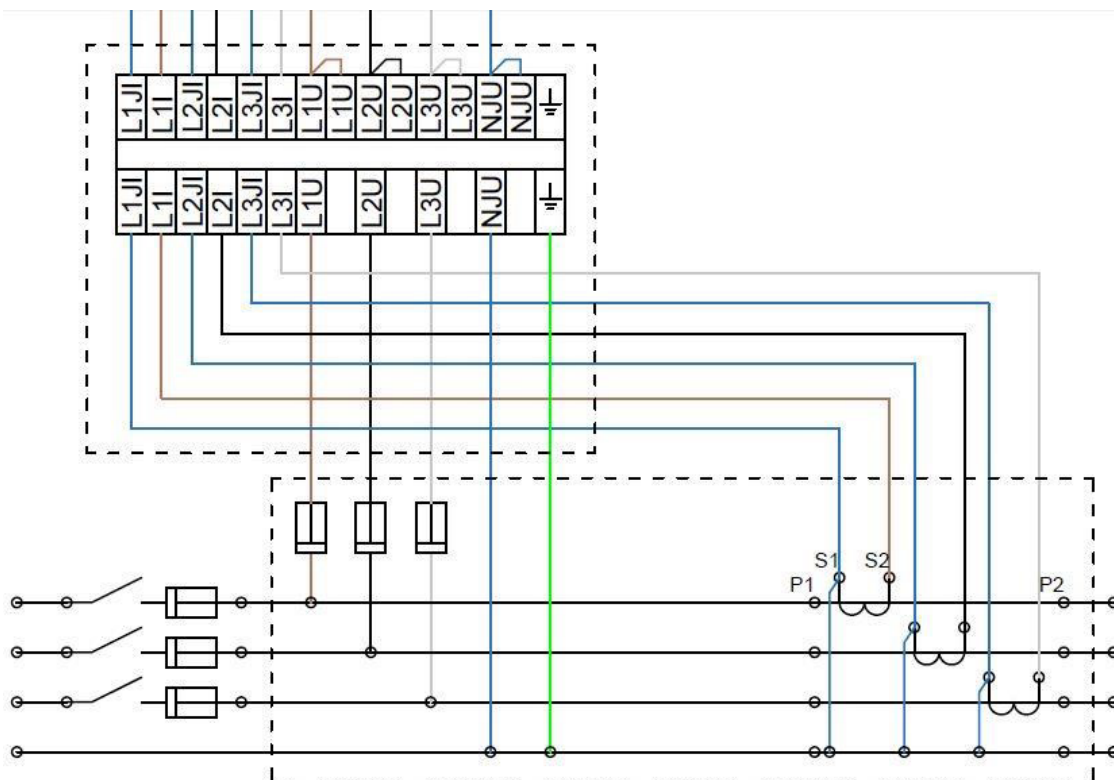 L1JI L1I L2JI L2I L3JI L3I L1U L1U L2U L2U L3U L3U NJU NJU
L1JI L1I L2JI L2I L3JI L3I L1U L2U L3U NJU
S1 S2
P1 P2